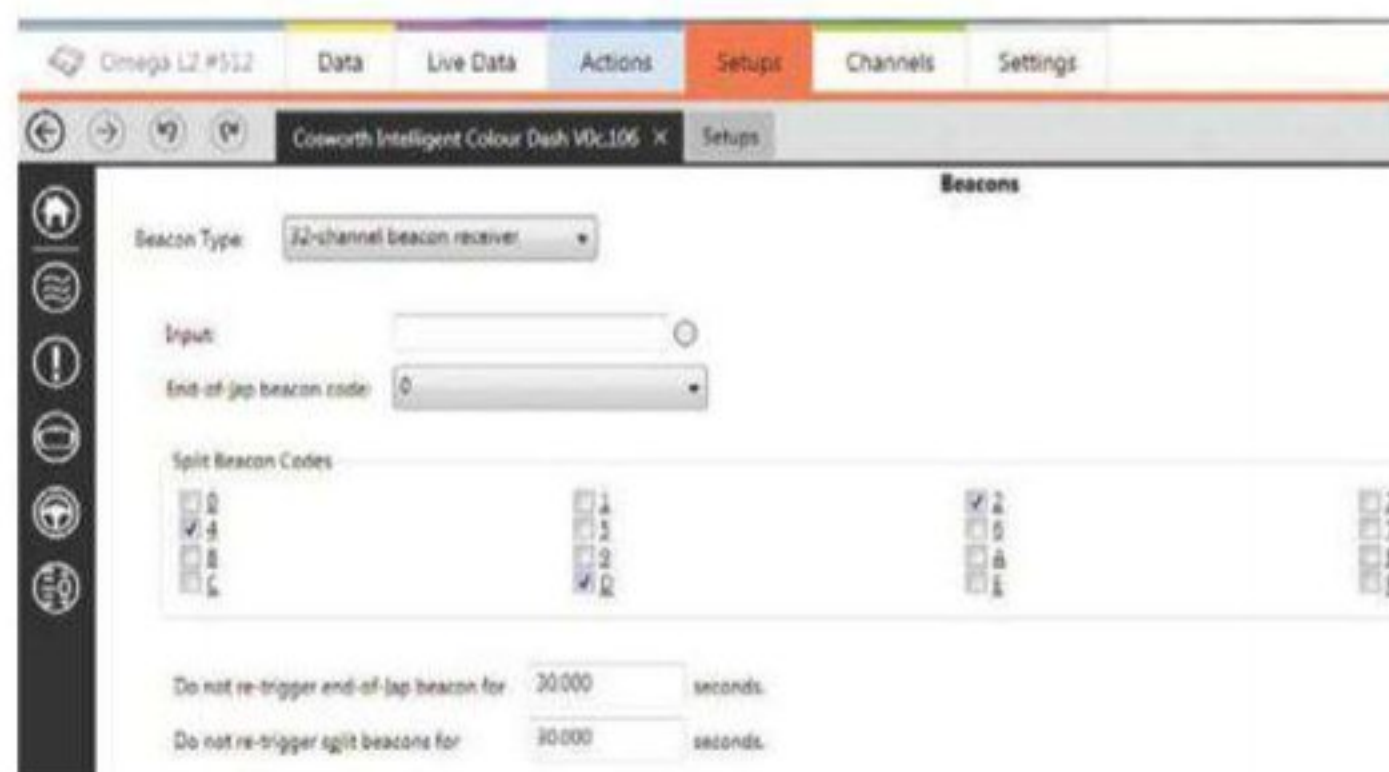 Omega L2 #512 Data Live Data Actions Setups Channels Settings
Cosworth Intelligent Colour Dash V0c.106 × Setups
Beacons
Beacon Type: 32-channel beacon receiver
Input:
End-of-lap beacon code: 0
Split Beacon Codes
0 1 2
4 5 6
8 9 A
C D E
Do not re-trigger end-of-lap beacon for 30.000 seconds.
Do not re-trigger split beacons for 30.000 seconds.